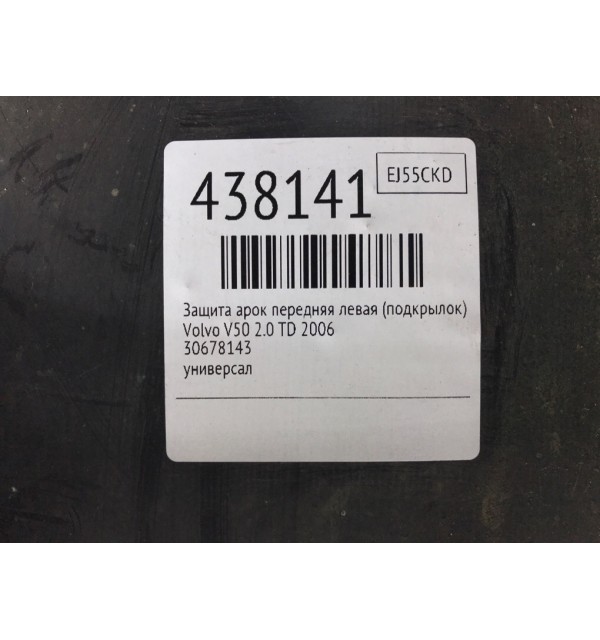 438141
EJ55CKD
Защита арок передняя левая (подкрылок)
Volvo V50 2.0 TD 2006
30678143
универсал